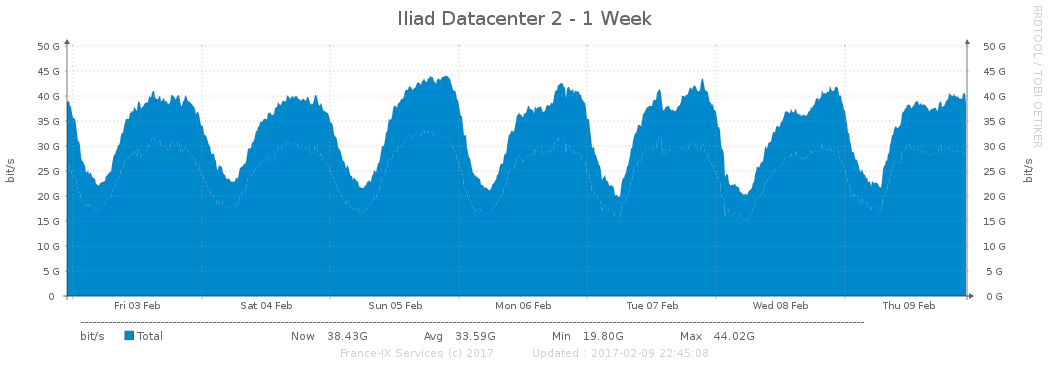 Iliad Datacenter 2 - 1 Week
RRDTOOL / TOBI OETIKER
50 G 50 G
45 G 45 G
40 G 40 G
35 G 35 G
30 G 30 G
25 G 25 G
20 G 20 G
15 G 15 G
10 G 10 G
5 G 5 G
0 0 G
bit/s
bit/s
Fri 03 Feb Sat 04 Feb Sun 05 Feb Mon 06 Feb Tue 07 Feb Wed 08 Feb Thu 09 Feb
bit/s Total Now 38.43G Avg 33.59G Min 19.80G Max 44.02G
France-IX Services (c) 2017 Updated : 2017-02-09 22:45:08